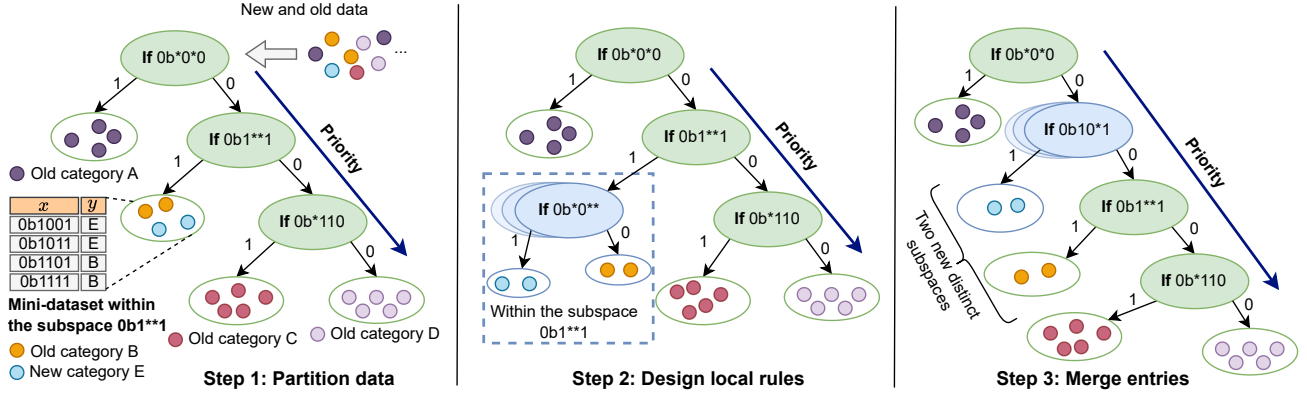 New and old data
...
If 0b*0*0
1
0
If 0b1**1
Priority
Old category A
1
0
x y
0b1001 E
0b1011 E
0b1101 B
0b1111 B
If 0b*110
1
0
Mini-dataset within
the subspace 0b1**1
Old category B
New category E
Old category C
Old category D
Step 1: Partition data
If 0b*0*0
1
0
If 0b1**1
Priority
1
0
If 0b*0**
1
0
If 0b*110
1
0
Within the subspace
0b1**1
Step 2: Design local rules
If 0b*0*0
1
0
If 0b10*1
Priority
1
0
If 0b1**1
Two new distinct
subspaces
1
0
If 0b*110
1
0
Step 3: Merge entries